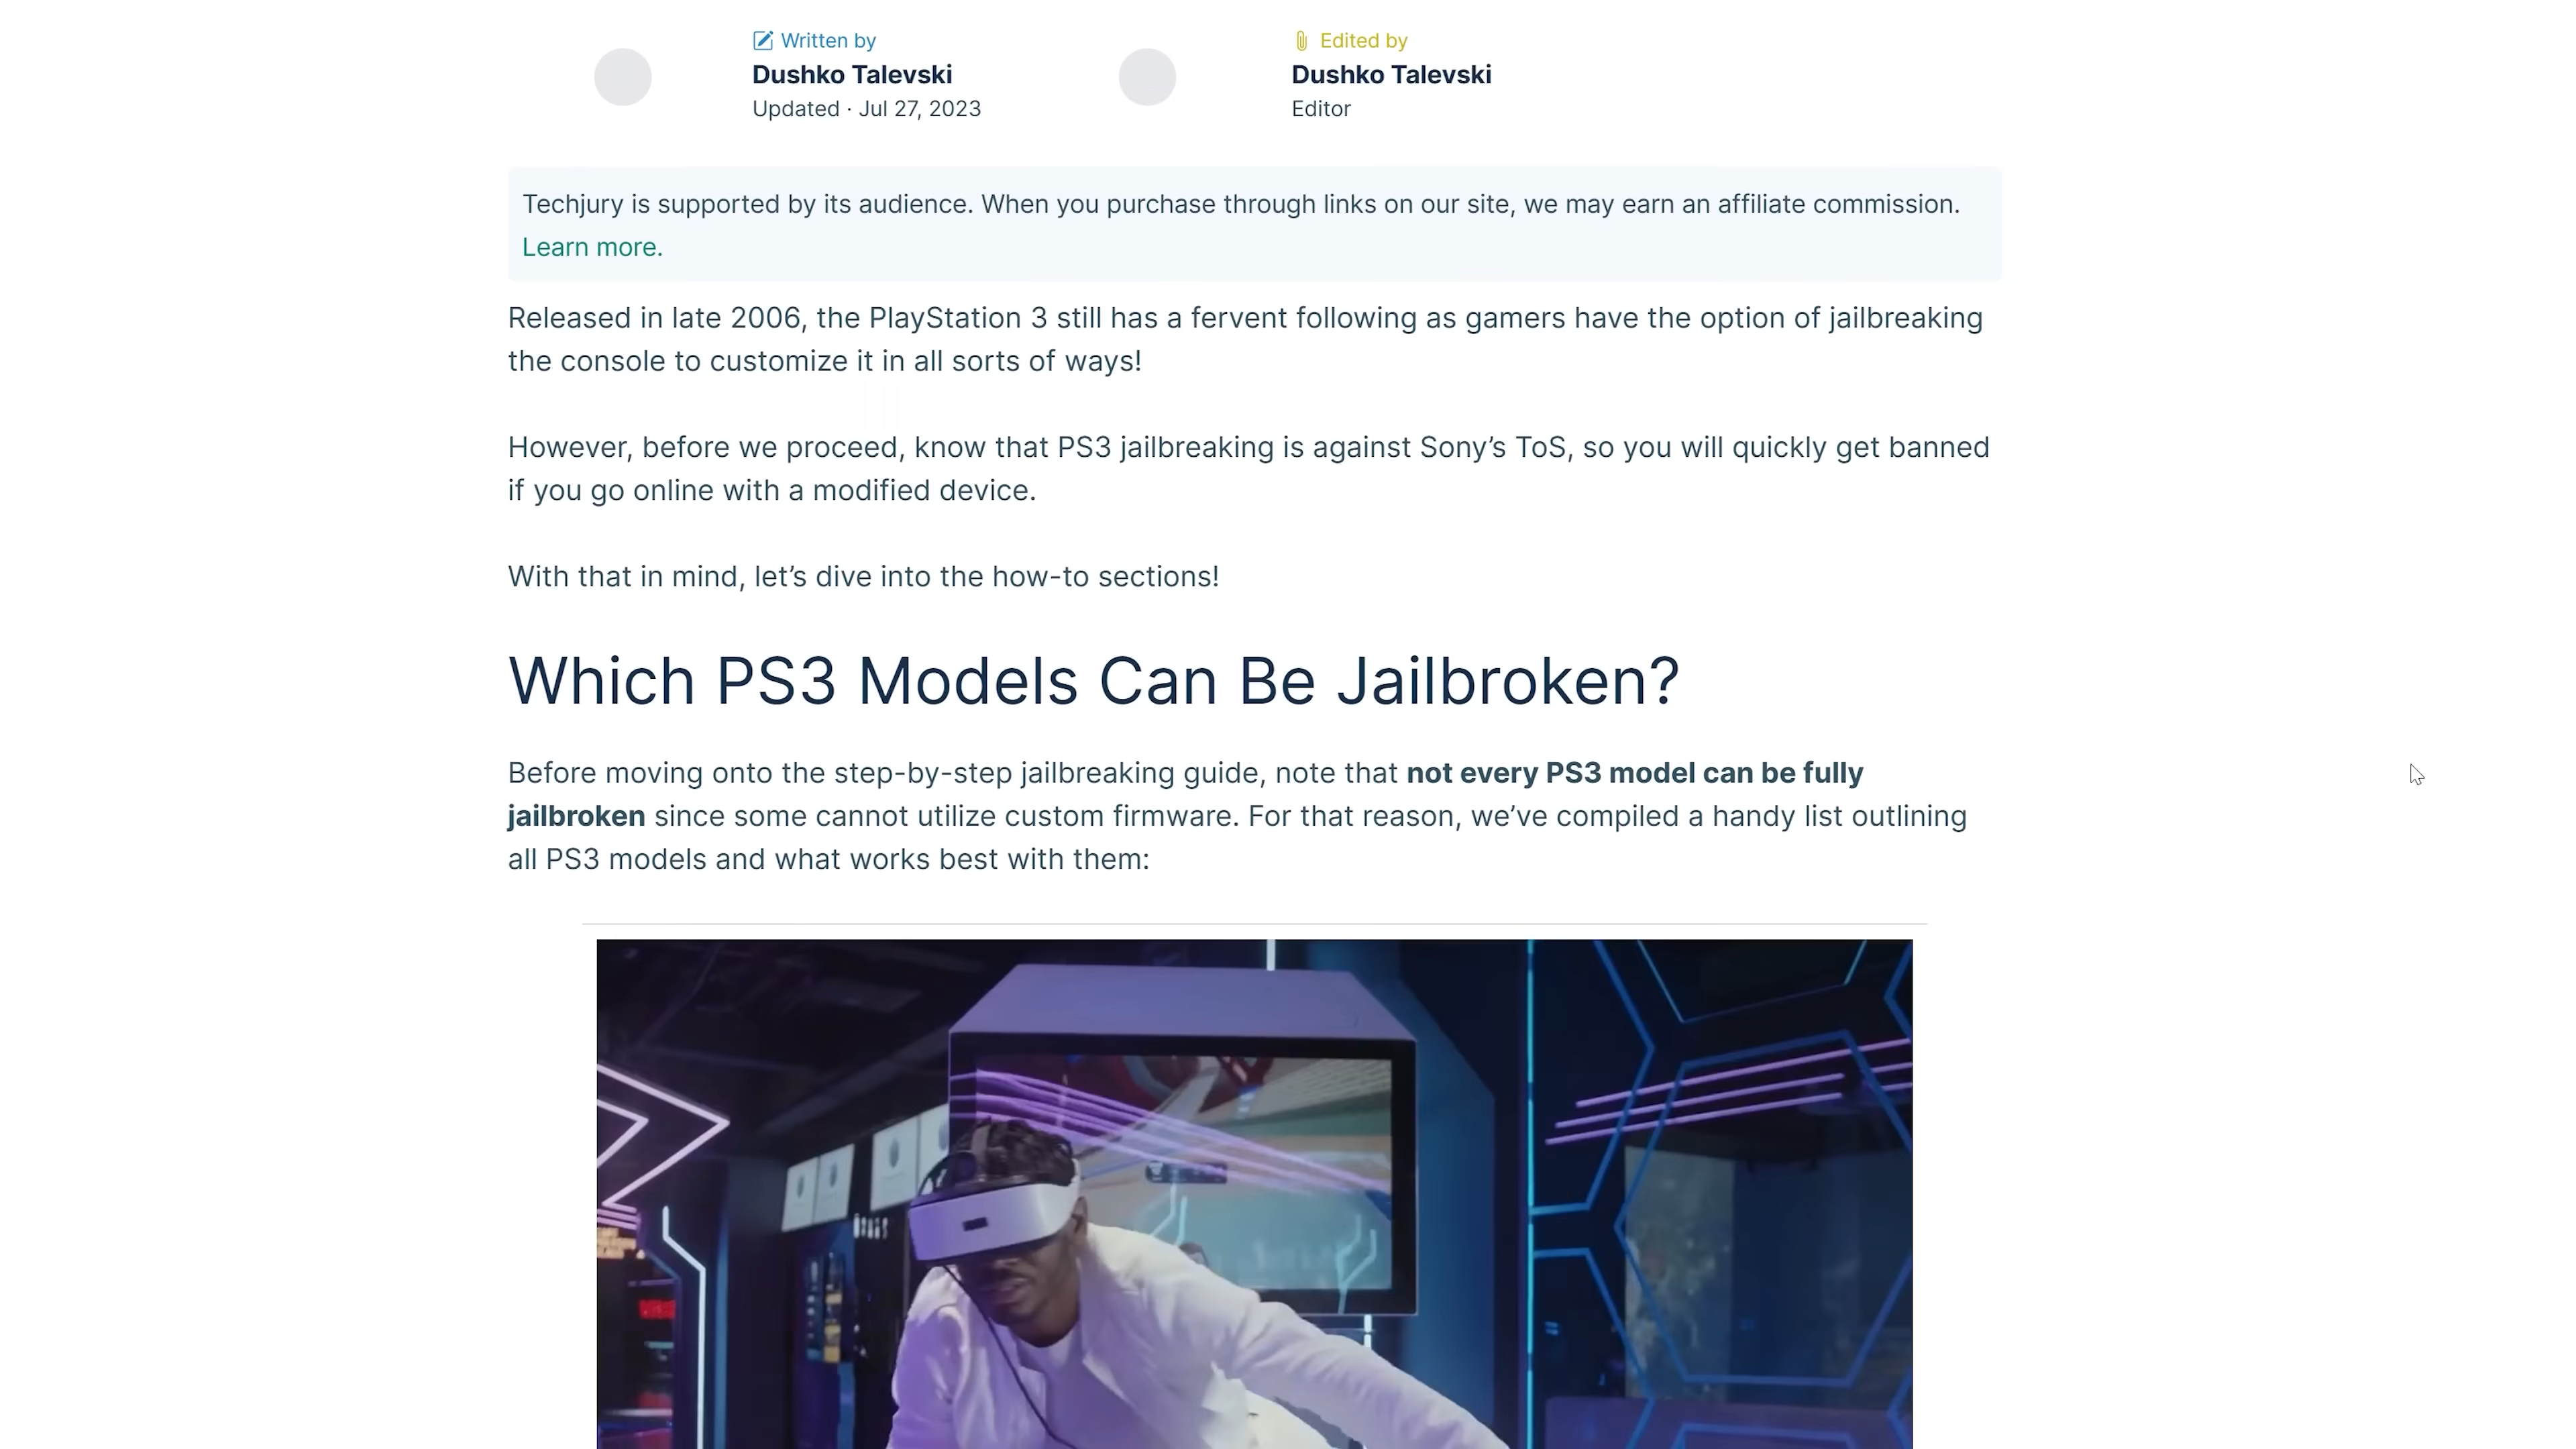 Written by
Dushko Talevski
Updated · Jul 27, 2023
Edited by
Dushko Talevski
Editor
Techjury is supported by its audience. When you purchase through links on our site, we may earn an affiliate commission.
Learn more.
Released in late 2006, the PlayStation 3 still has a fervent following as gamers have the option of jailbreaking
the console to customize it in all sorts of ways!
However, before we proceed, know that PS3 jailbreaking is against Sony’s ToS, so you will quickly get banned
if you go online with a modified device.
With that in mind, let’s dive into the how-to sections!
Which PS3 Models Can Be Jailbroken?
Before moving onto the step-by-step jailbreaking guide, note that not every PS3 model can be fully
jailbroken since some cannot utilize custom firmware. For that reason, we’ve compiled a handy list outlining
all PS3 models and what works best with them: